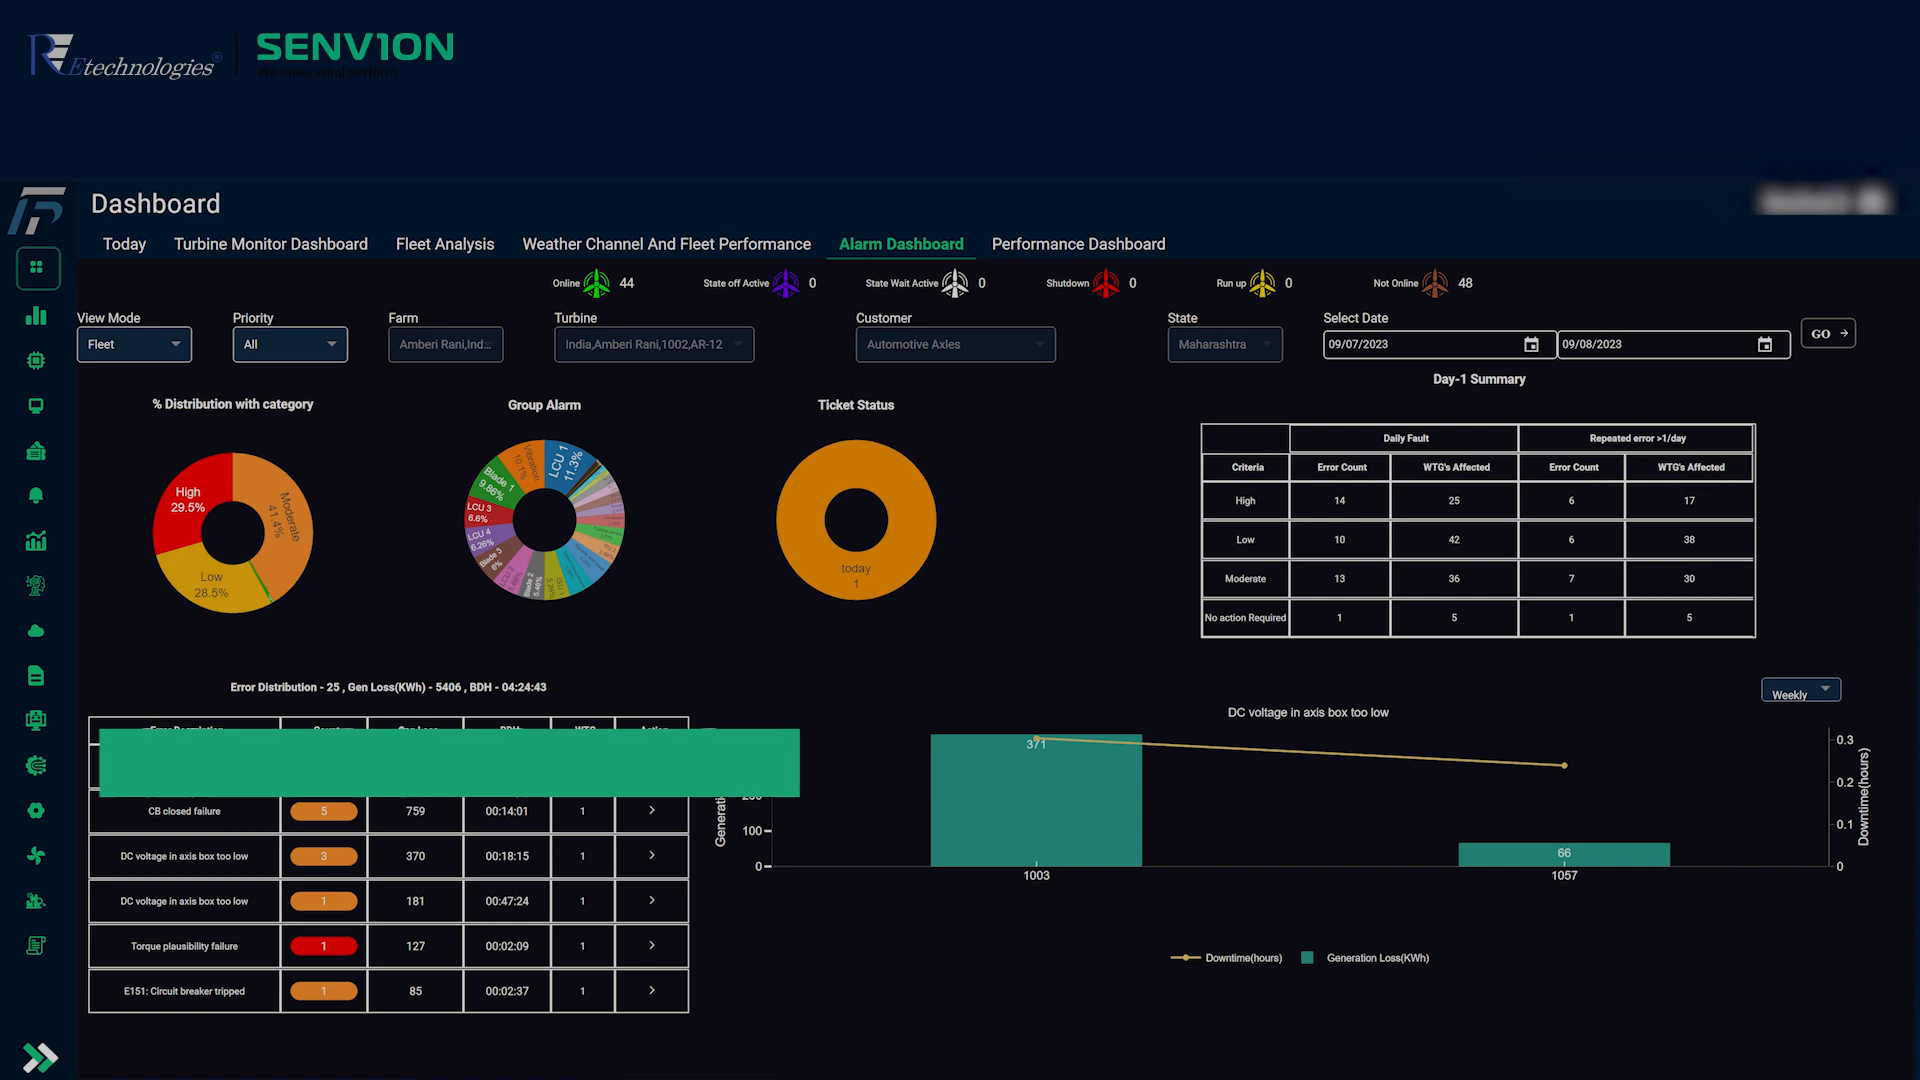 REtechnologies®
SENVION
We make wind perform.
Dashboard
Today Turbine Monitor Dashboard Fleet Analysis Weather Channel And Fleet Performance Alarm Dashboard Performance Dashboard
Online 44 State off Active 0 State Wait Active 0 Shutdown 0 Run up 0 Not Online 48
View Mode Priority Farm Turbine Customer State Select Date
Fleet All Amberi Rani,Ind... India,Amberi Rani,1002,AR-12 Automotive Axles Maharashtra 09/07/2023 09/08/2023 GO
Day-1 Summary
% Distribution with category Group Alarm Ticket Status
High
29.5%
Moderate
41.4%
Low
28.5%
LCU 1
11.3%
Vibration
10.1%
Blade 1
9.86%
LCU 3
6.6%
LCU 4
6.26%
Blade 3
6%
LCU 2
Blade 2
5.46%
today
1
Daily Fault Repeated error >1/day
Criteria Error Count WTG's Affected Error Count WTG's Affected
High 14 25 6 17
Low 10 42 6 38
Moderate 13 36 7 30
No action Required 1 5 1 5
Error Distribution - 25 , Gen Loss(KWh) - 5406 , BDH - 04:24:43
CB closed failure 5 759 00:14:01 1
DC voltage in axis box too low 3 370 00:18:15 1
DC voltage in axis box too low 1 181 00:47:24 1
Torque plausibility failure 1 127 00:02:09 1
E151: Circuit breaker tripped 1 85 00:02:37 1
Weekly
DC voltage in axis box too low
371
66
100
0
1003 1057
0.3
0.2
0.1
0
Downtime(hours)
Downtime(hours) Generation Loss(KWh)